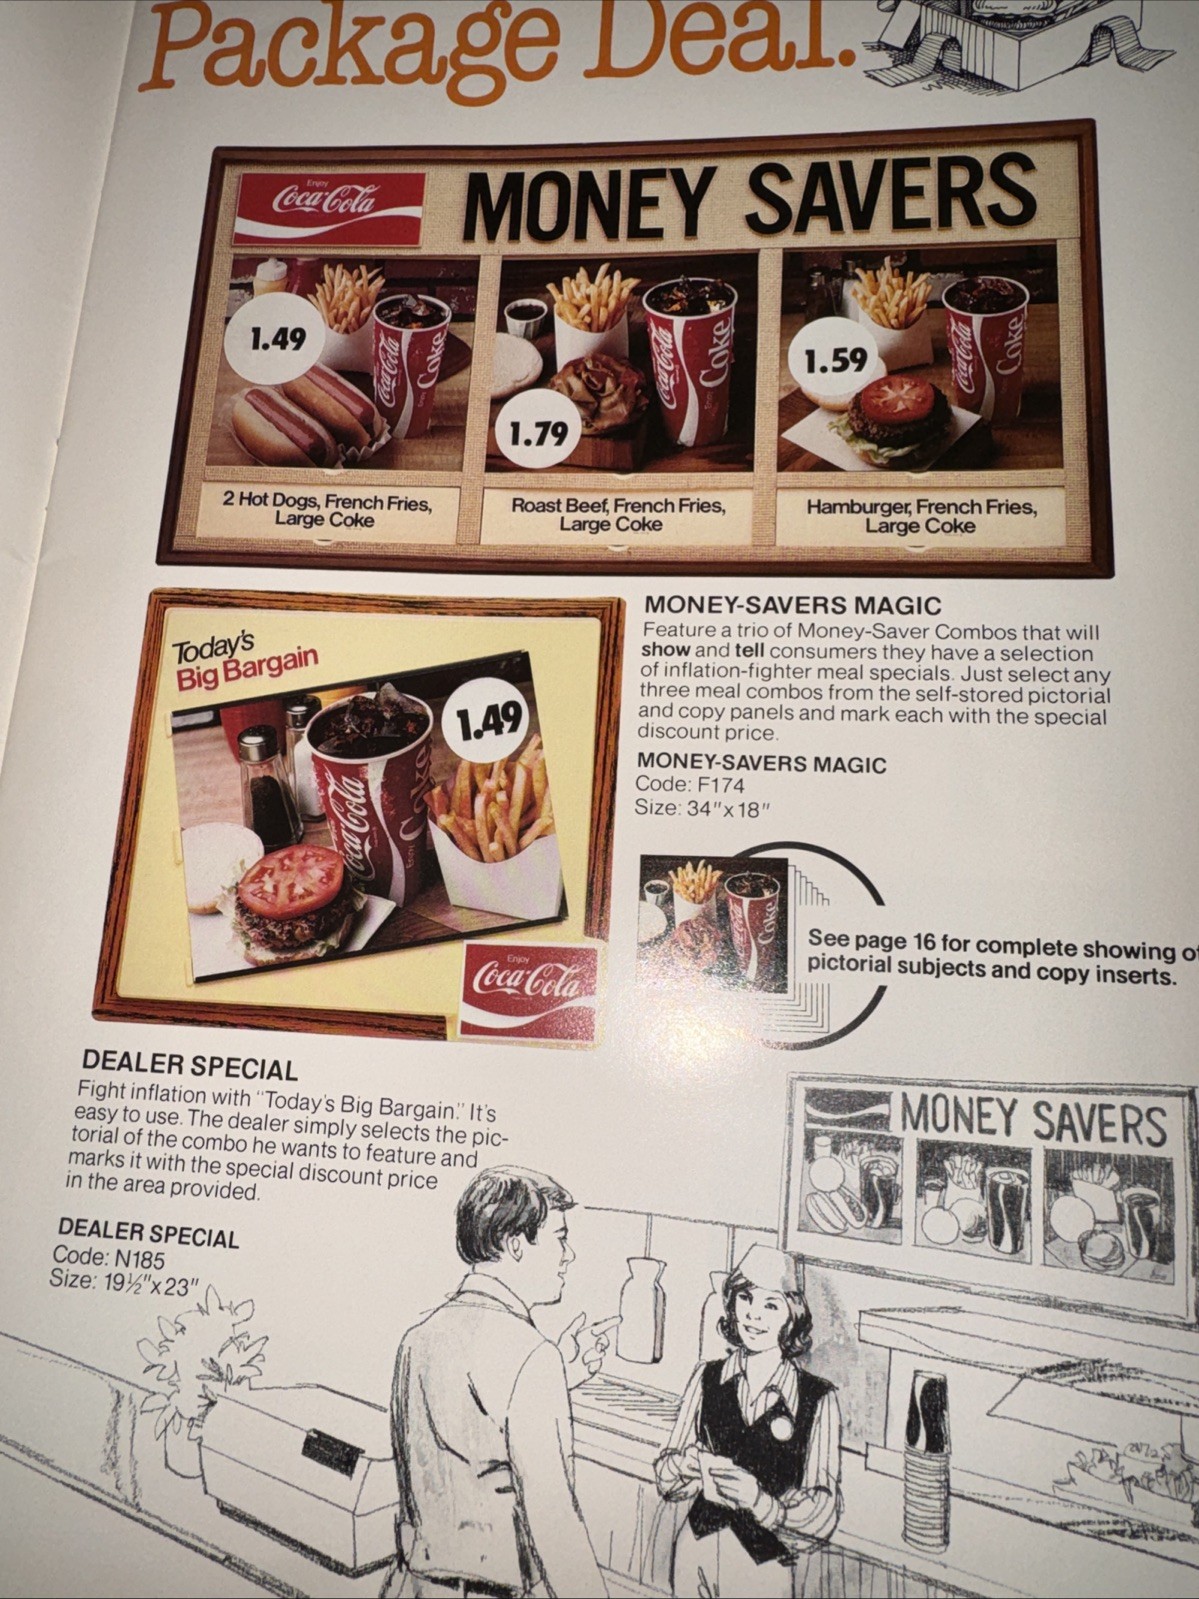 Package Deal.
Enjoy
Coca-Cola
MONEY SAVERS
1.49
Coca-Cola
Coke
1.79
Coca-Cola
Enjoy
Coke
1.59
Coca-Cola
Coke
2 Hot Dogs, French Fries,
Large Coke
Roast Beef, French Fries,
Large Coke
Hamburger, French Fries,
Large Coke
Today's
Big Bargain
1.49
Coca-Cola
Enjoy
Coke
Enjoy
Coca-Cola
MONEY-SAVERS MAGIC
Feature a trio of Money-Saver Combos that will
show and tell consumers they have a selection
of inflation-fighter meal specials. Just select any
three meal combos from the self-stored pictorial
and copy panels and mark each with the special
discount price.
MONEY-SAVERS MAGIC
Code: F174
Size: 34"x18"
Coca-Cola
Coke
See page 16 for complete showing of
pictorial subjects and copy inserts.
DEALER SPECIAL
Fight inflation with "Today's Big Bargain." It's
easy to use. The dealer simply selects the pic-
torial of the combo he wants to feature and
marks it with the special discount price
in the area provided.
DEALER SPECIAL
Code: N185
Size: 19½"x23"
MONEY SAVERS